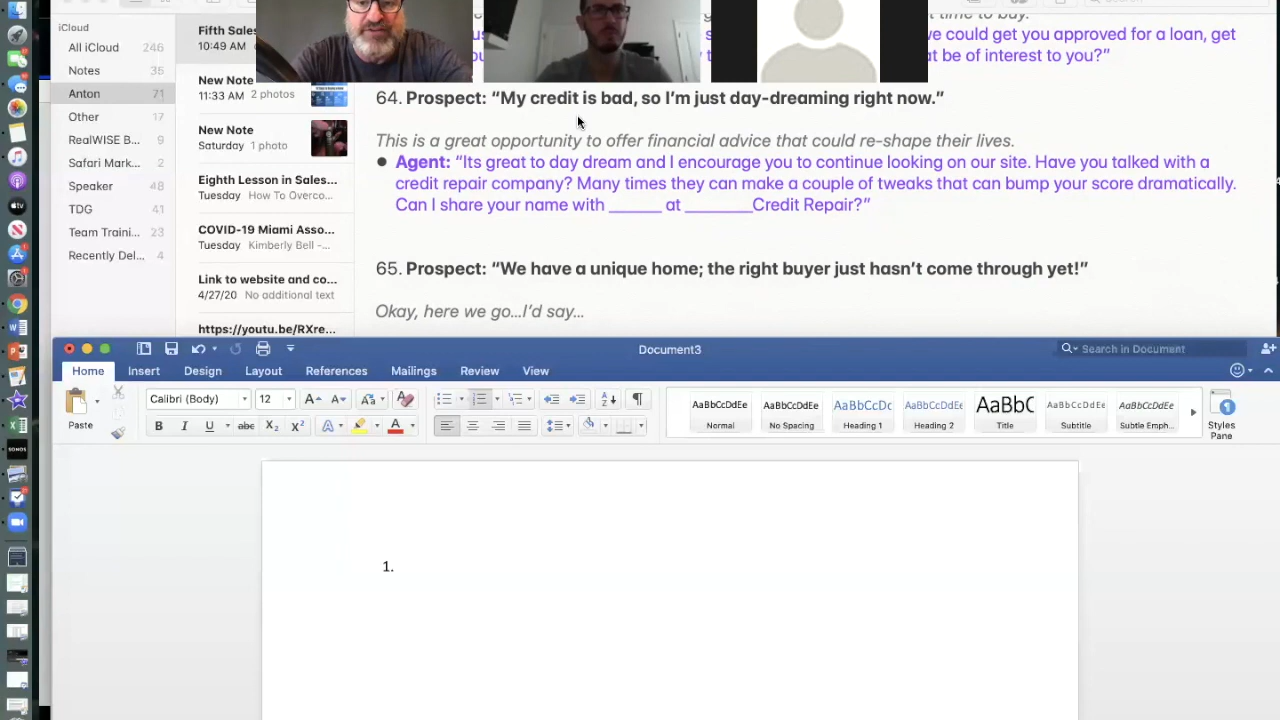 iCloud
All iCloud 246
Notes 35
Anton 71
Other 17
RealWISE B... 9
Safari Mark... 2
Speaker 48
TDG 41
Team Traini... 23
Recently Del... 4
Fifth Sales
10:49 AM
New Note
11:33 AM 2 photos
New Note
Saturday 1 photo
Eighth Lesson in Sales...
Tuesday How To Overco...
COVID-19 Miami Asso...
Tuesday Kimberly Bell -...
Link to website and co...
4/27/20 No additional text
https://youtu.be/RXre...
time to buy.
we could get you approved for a loan, get
at be of interest to you?”
64. Prospect: “My credit is bad, so I’m just day-dreaming right now.”
This is a great opportunity to offer financial advice that could re-shape their lives.
● Agent: “Its great to day dream and I encourage you to continue looking on our site. Have you talked with a
credit repair company? Many times they can make a couple of tweaks that can bump your score dramatically.
Can I share your name with ______ at ________Credit Repair?”
65. Prospect: “We have a unique home; the right buyer just hasn’t come through yet!”
Okay, here we go...I’d say...
Document3
Search in Document
Home Insert Design Layout References Mailings Review View
Paste
Calibri (Body) 12
AaBbCcDdEe AaBbCcDdEe AaBbCcDc AaBbCcDdEe AaBbC AaBbCcDdEe AaBbCcDdEe
Normal No Spacing Heading 1 Heading 2 Title Subtitle Subtle Emph...
Styles
Pane
1.